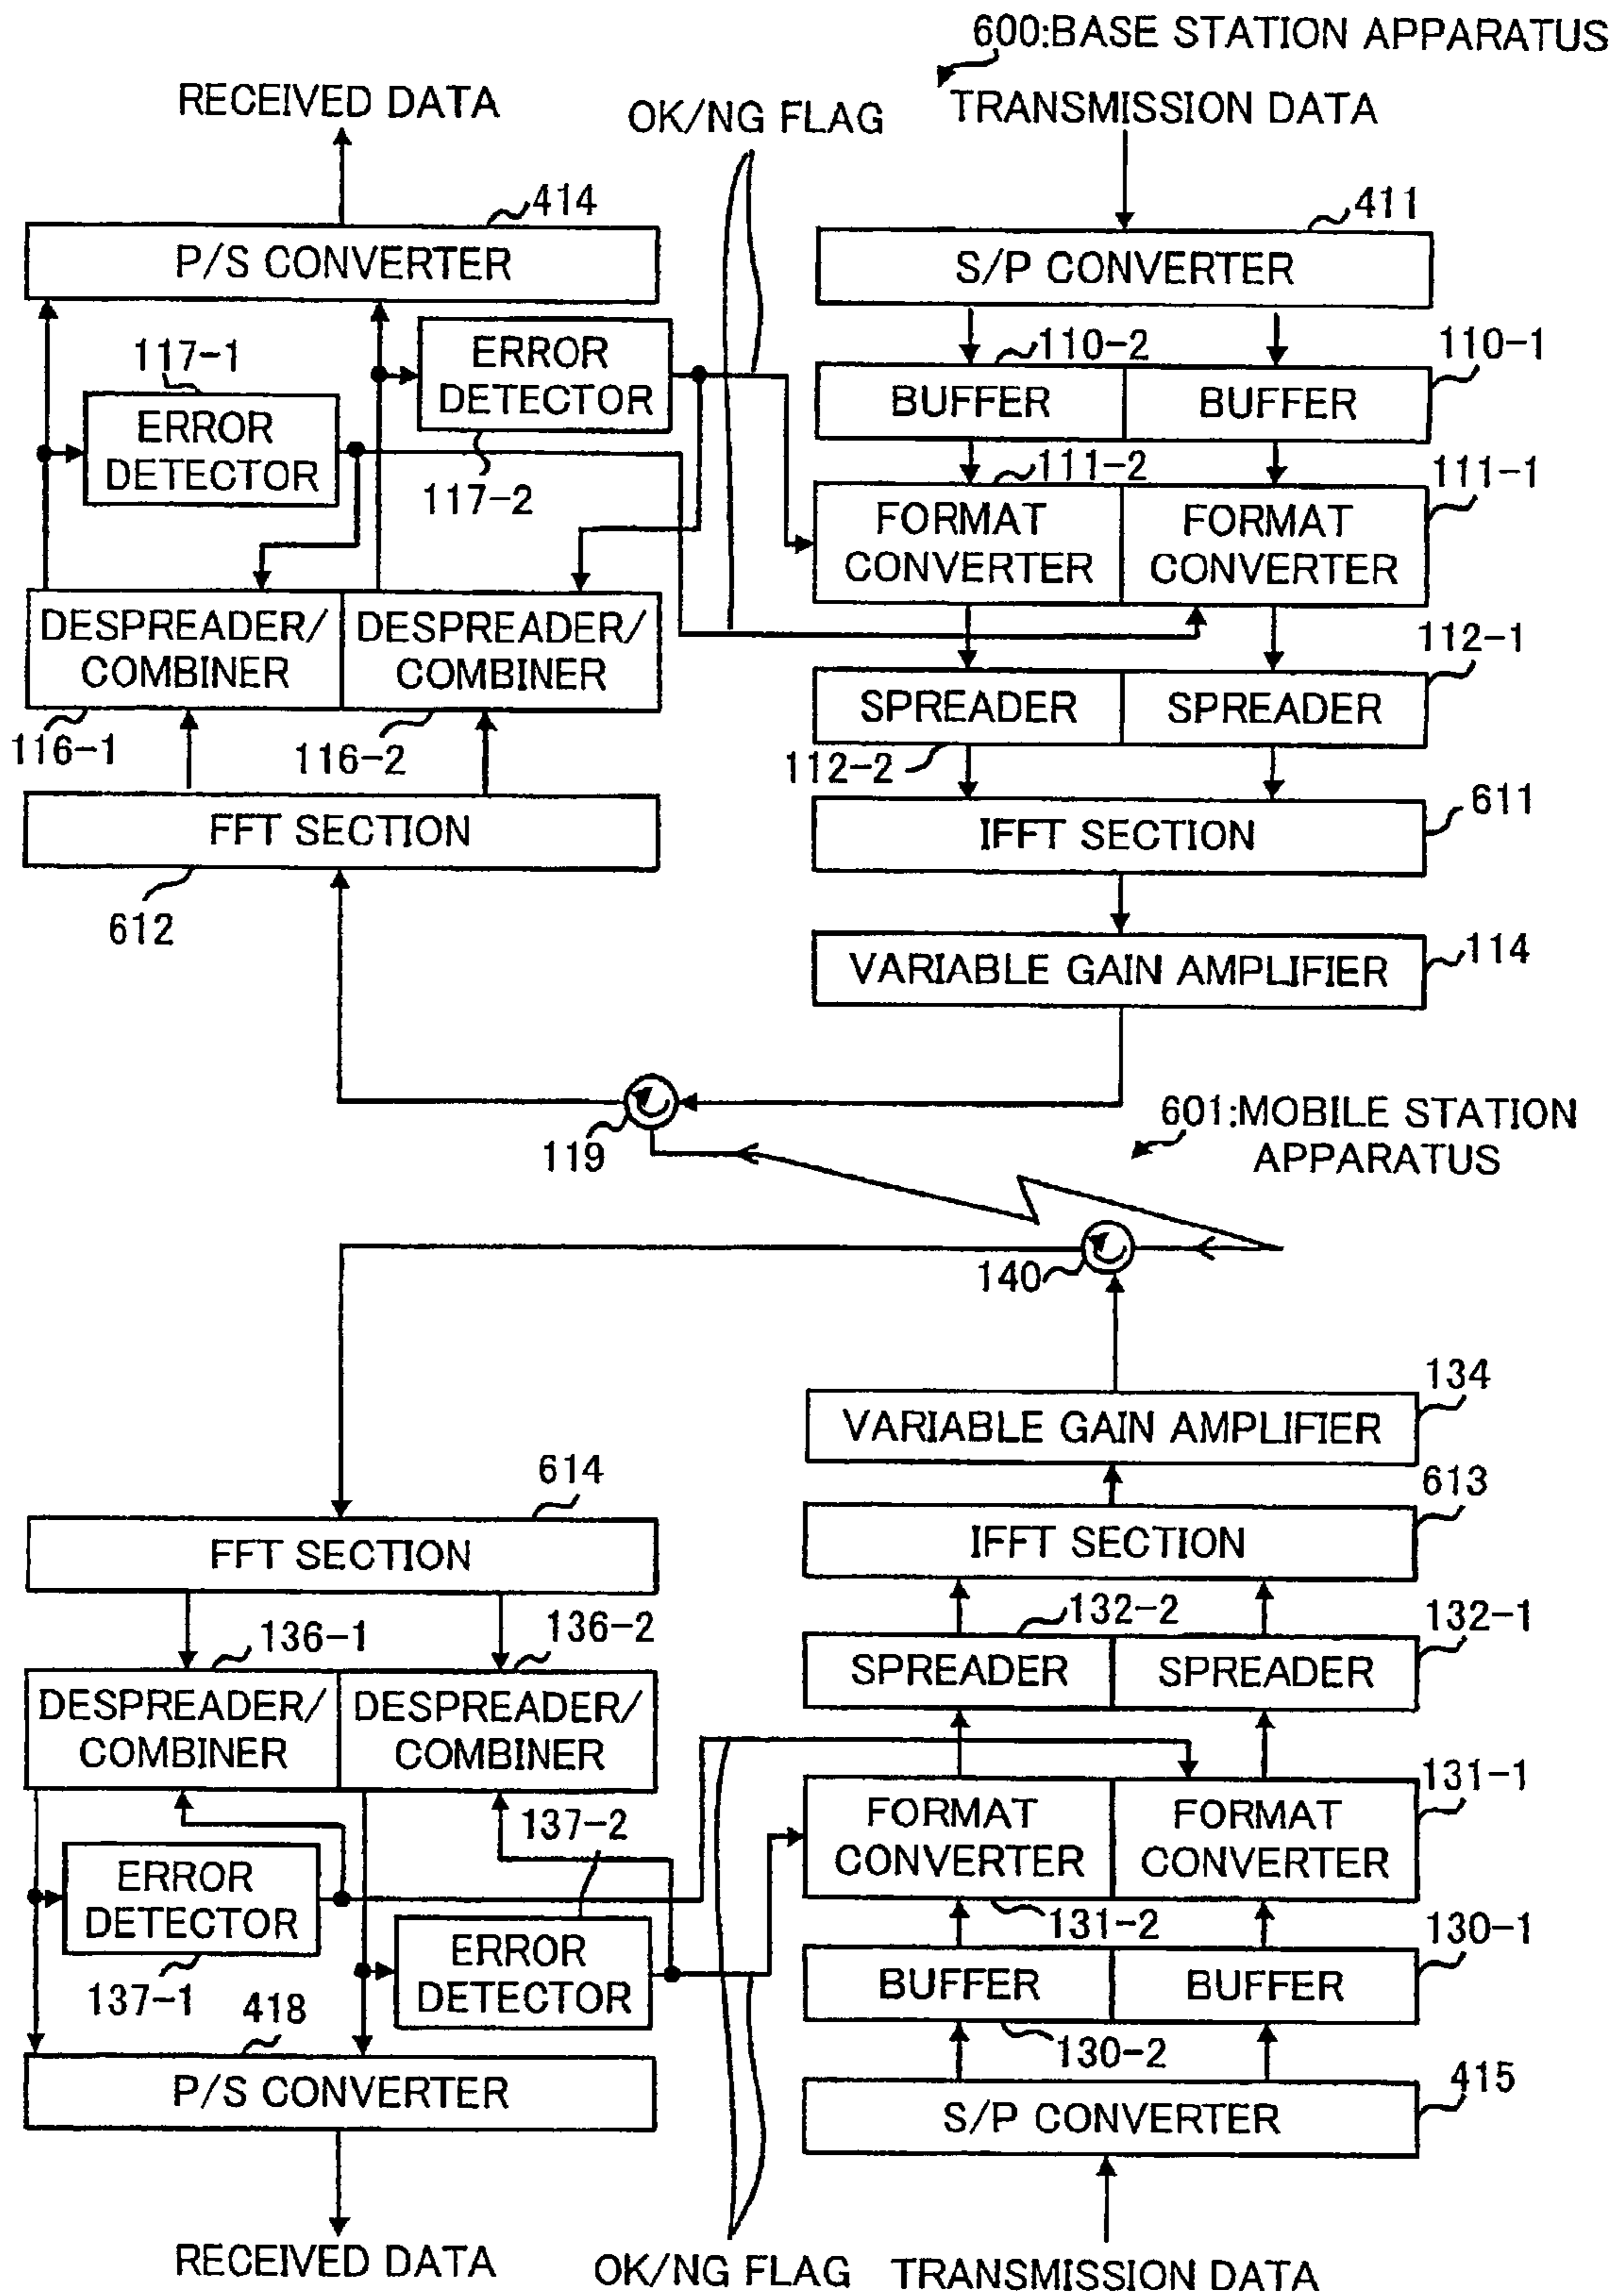 600:BASE STATION APPARATUS
RECEIVED DATA
OK/NG FLAG
TRANSMISSION DATA
414
411
P/S CONVERTER
S/P CONVERTER
117-1
ERROR
DETECTOR
110-2
110-1
BUFFER
BUFFER
ERROR
DETECTOR
117-2
111-2
111-1
FORMAT
CONVERTER
FORMAT
CONVERTER
DESPREADER/
COMBINER
DESPREADER/
COMBINER
112-1
SPREADER
SPREADER
116-1
116-2
112-2
FFT SECTION
611
IFFT SECTION
612
114
VARIABLE GAIN AMPLIFIER
119
601:MOBILE STATION
APPARATUS
140
134
VARIABLE GAIN AMPLIFIER
614
613
FFT SECTION
IFFT SECTION
136-1
136-2
132-2
132-1
DESPREADER/
COMBINER
DESPREADER/
COMBINER
SPREADER
SPREADER
131-1
137-2
FORMAT
CONVERTER
FORMAT
CONVERTER
ERROR
DETECTOR
131-2
130-1
ERROR
DETECTOR
BUFFER
BUFFER
137-1
418
130-2
415
P/S CONVERTER
S/P CONVERTER
RECEIVED DATA
OK/NG FLAG
TRANSMISSION DATA